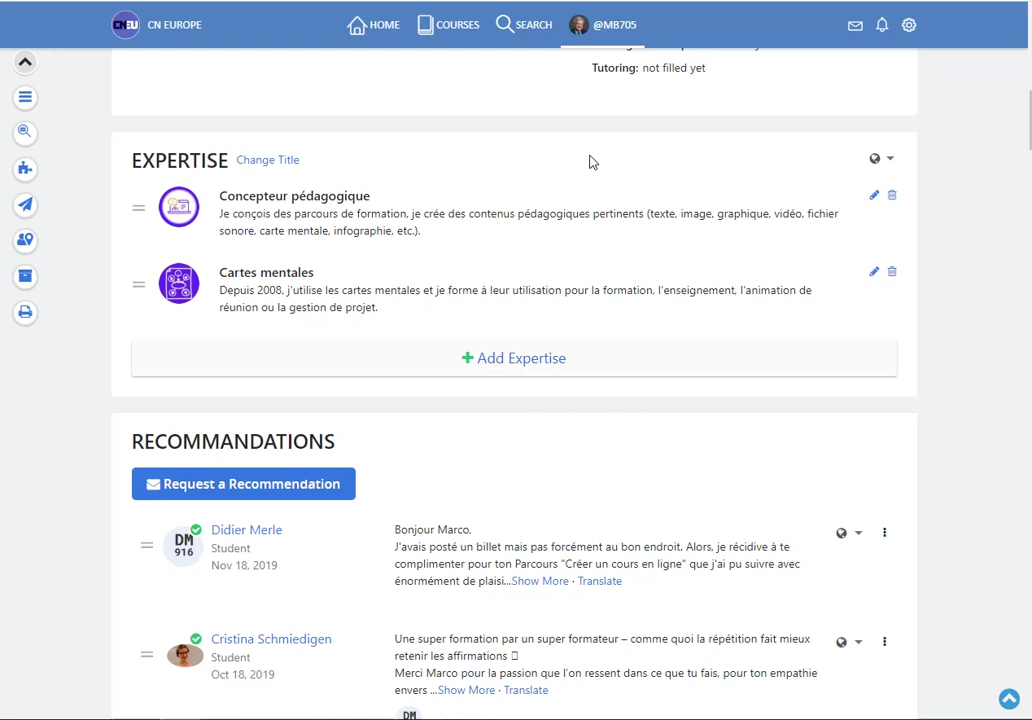 CNEU CN EUROPE HOME COURSES SEARCH @MB705
Tutoring: not filled yet
EXPERTISE Change Title
Concepteur pédagogique
Je conçois des parcours de formation, je crée des contenus pédagogiques pertinents (texte, image, graphique, vidéo, fichier
sonore, carte mentale, infographie, etc.).
Cartes mentales
Depuis 2008, j'utilise les cartes mentales et je forme à leur utilisation pour la formation, l'enseignement, l'animation de
réunion ou la gestion de projet.
+ Add Expertise
RECOMMANDATIONS
Request a Recommendation
DM
916
Didier Merle
Student
Nov 18, 2019
Bonjour Marco,
J'avais posté un billet mais pas forcément au bon endroit. Alors, je récidive à te
complimenter pour ton Parcours "Créer un cours en ligne" que j'ai pu suivre avec
énormément de plaisi...Show More · Translate
Cristina Schmiedigen
Student
Oct 18, 2019
Une super formation par un super formateur – comme quoi la répétition fait mieux
retenir les affirmations
Merci Marco pour la passion que l'on ressent dans ce que tu fais, pour ton empathie
envers ...Show More · Translate
DM